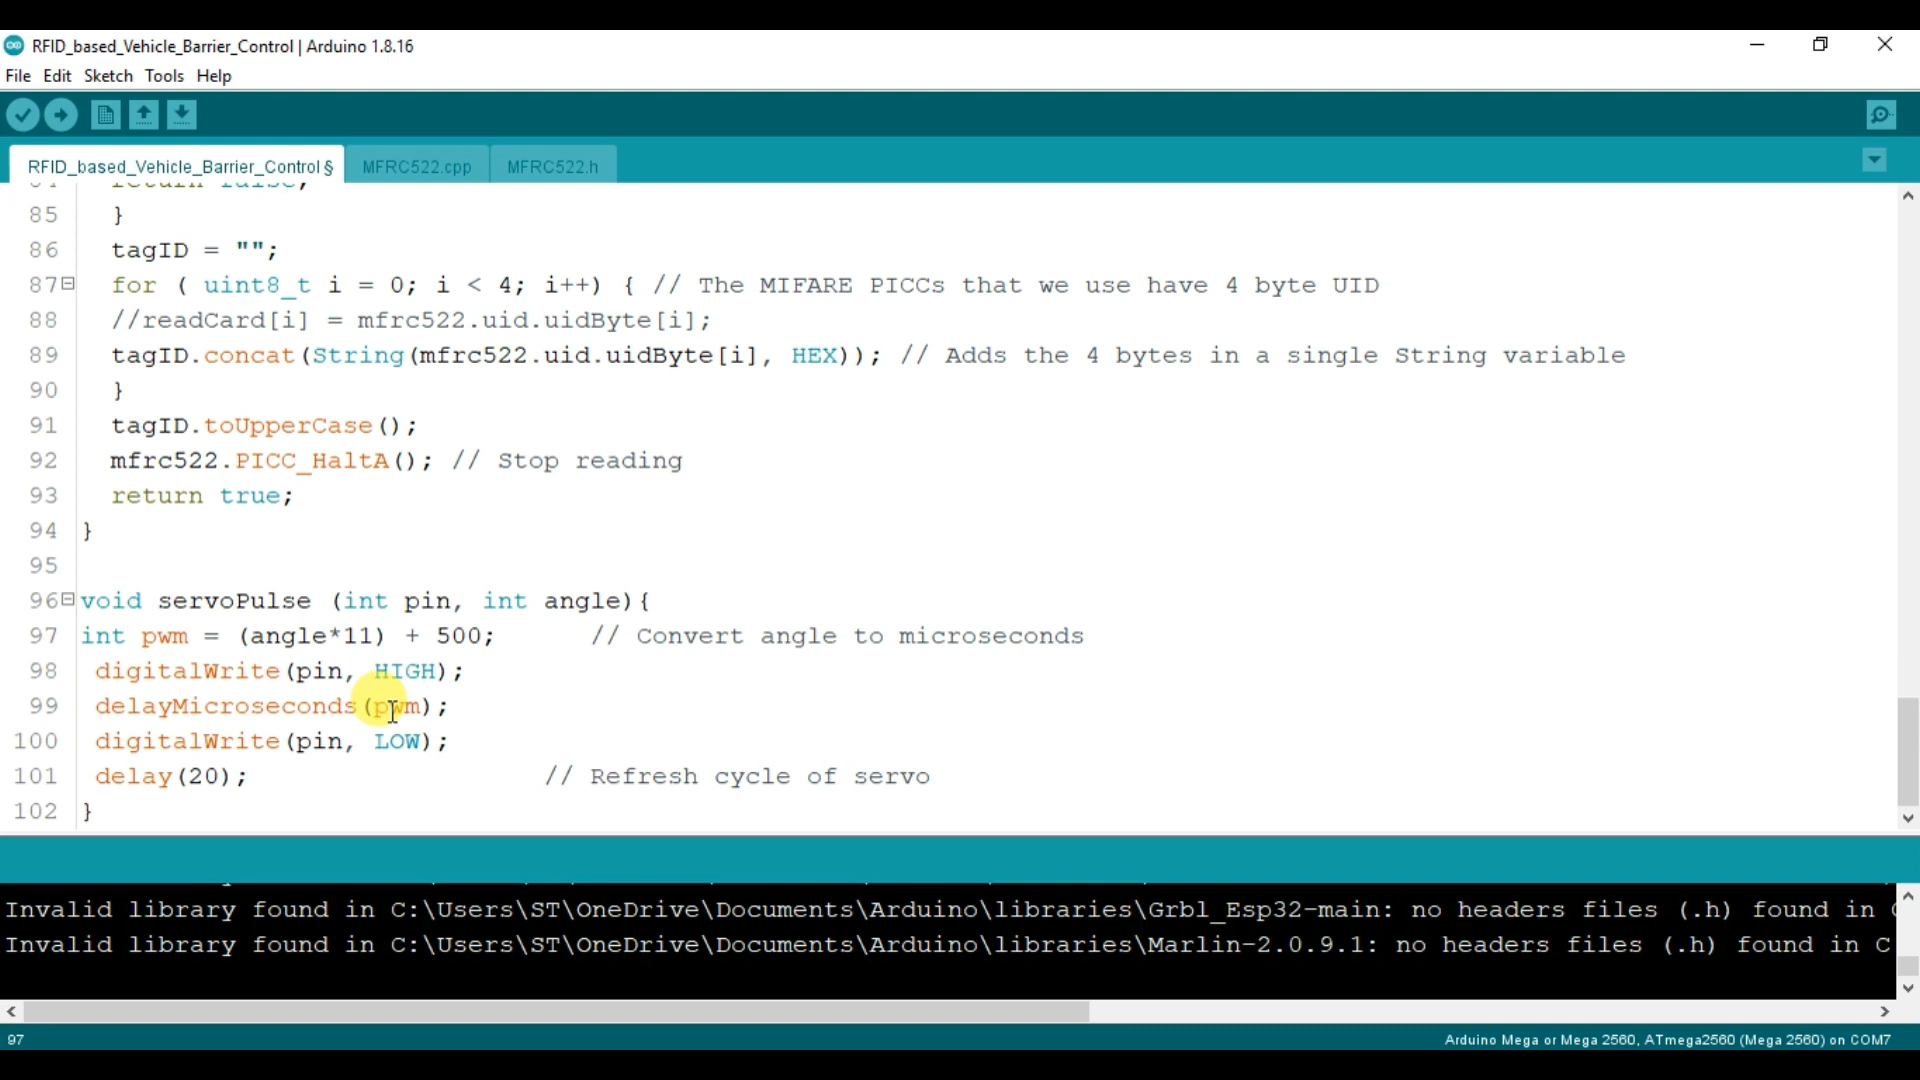 RFID_based_Vehicle_Barrier_Control | Arduino 1.8.16
File Edit Sketch Tools Help
RFID_based_Vehicle_Barrier_Control § MFRC522.cpp MFRC522.h
84 return false;
85 }
86 tagID = "";
87 for ( uint8_t i = 0; i < 4; i++) { // The MIFARE PICCs that we use have 4 byte UID
88 //readCard[i] = mfrc522.uid.uidByte[i];
89 tagID.concat(String(mfrc522.uid.uidByte[i], HEX)); // Adds the 4 bytes in a single String variable
90 }
91 tagID.toUpperCase();
92 mfrc522.PICC_HaltA(); // Stop reading
93 return true;
94 }
95
96 void servoPulse (int pin, int angle){
97 int pwm = (angle*11) + 500; // Convert angle to microseconds
98 digitalWrite(pin, HIGH);
99 delayMicroseconds(pwm);
100 digitalWrite(pin, LOW);
101 delay(20); // Refresh cycle of servo
102 }
Invalid library found in C:\Users\ST\OneDrive\Documents\Arduino\libraries\Grbl_Esp32-main: no headers files (.h) found in
Invalid library found in C:\Users\ST\OneDrive\Documents\Arduino\libraries\Marlin-2.0.9.1: no headers files (.h) found in C
97
Arduino Mega or Mega 2560, ATmega2560 (Mega 2560) on COM7